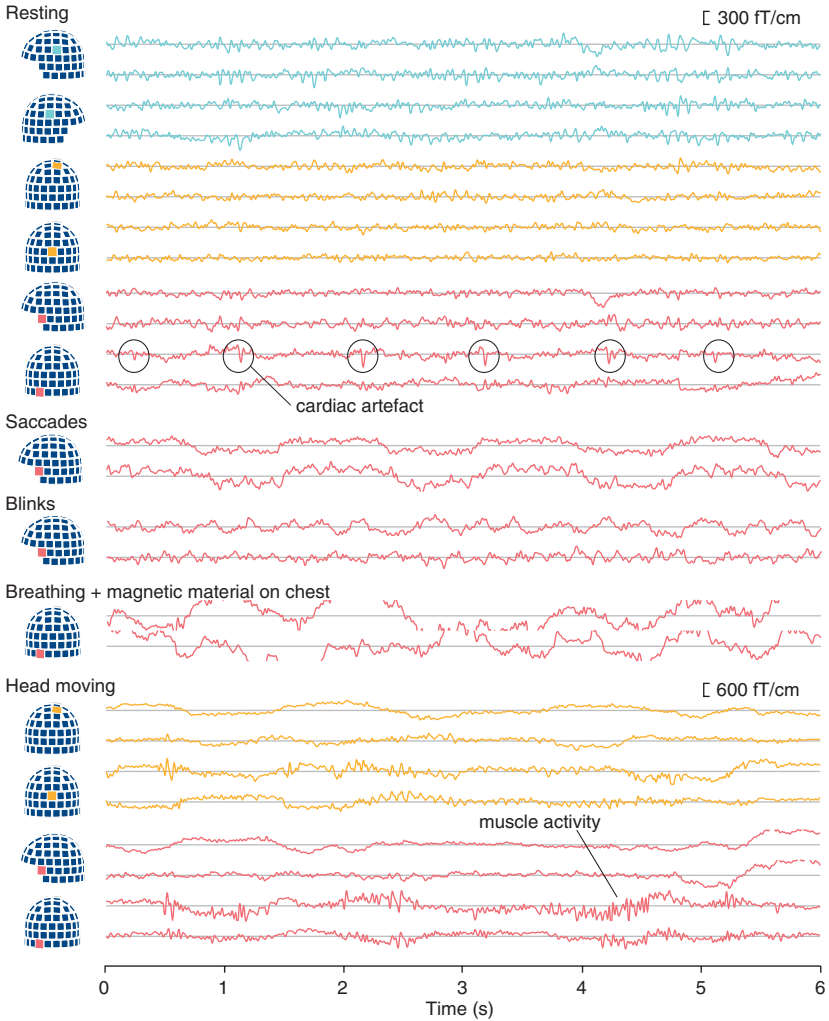 Resting
300 fT/cm
cardiac artefact
Saccades
Blinks
Breathing + magnetic material on chest
Head moving
600 fT/cm
muscle activity
0 1 2 3 4 5 6
Time (s)